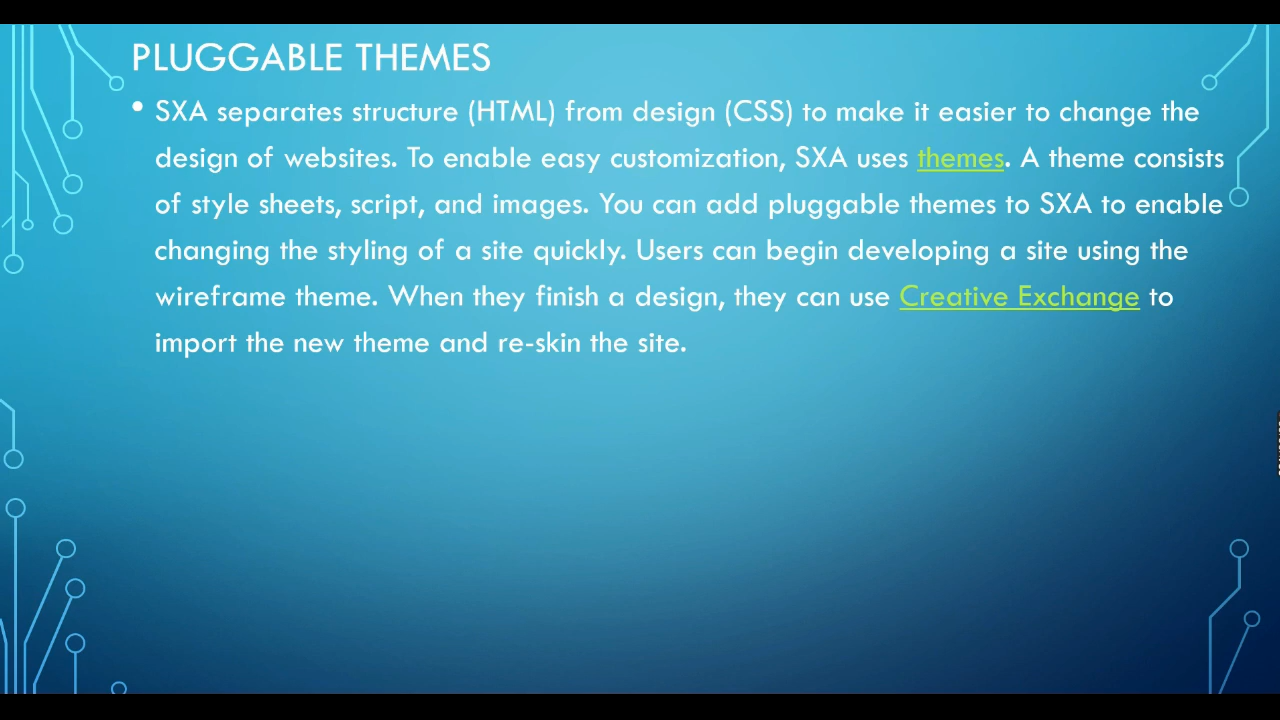 PLUGGABLE THEMES
• SXA separates structure (HTML) from design (CSS) to make it easier to change the
design of websites. To enable easy customization, SXA uses themes. A theme consists
of style sheets, script, and images. You can add pluggable themes to SXA to enable
changing the styling of a site quickly. Users can begin developing a site using the
wireframe theme. When they finish a design, they can use Creative Exchange to
import the new theme and re-skin the site.